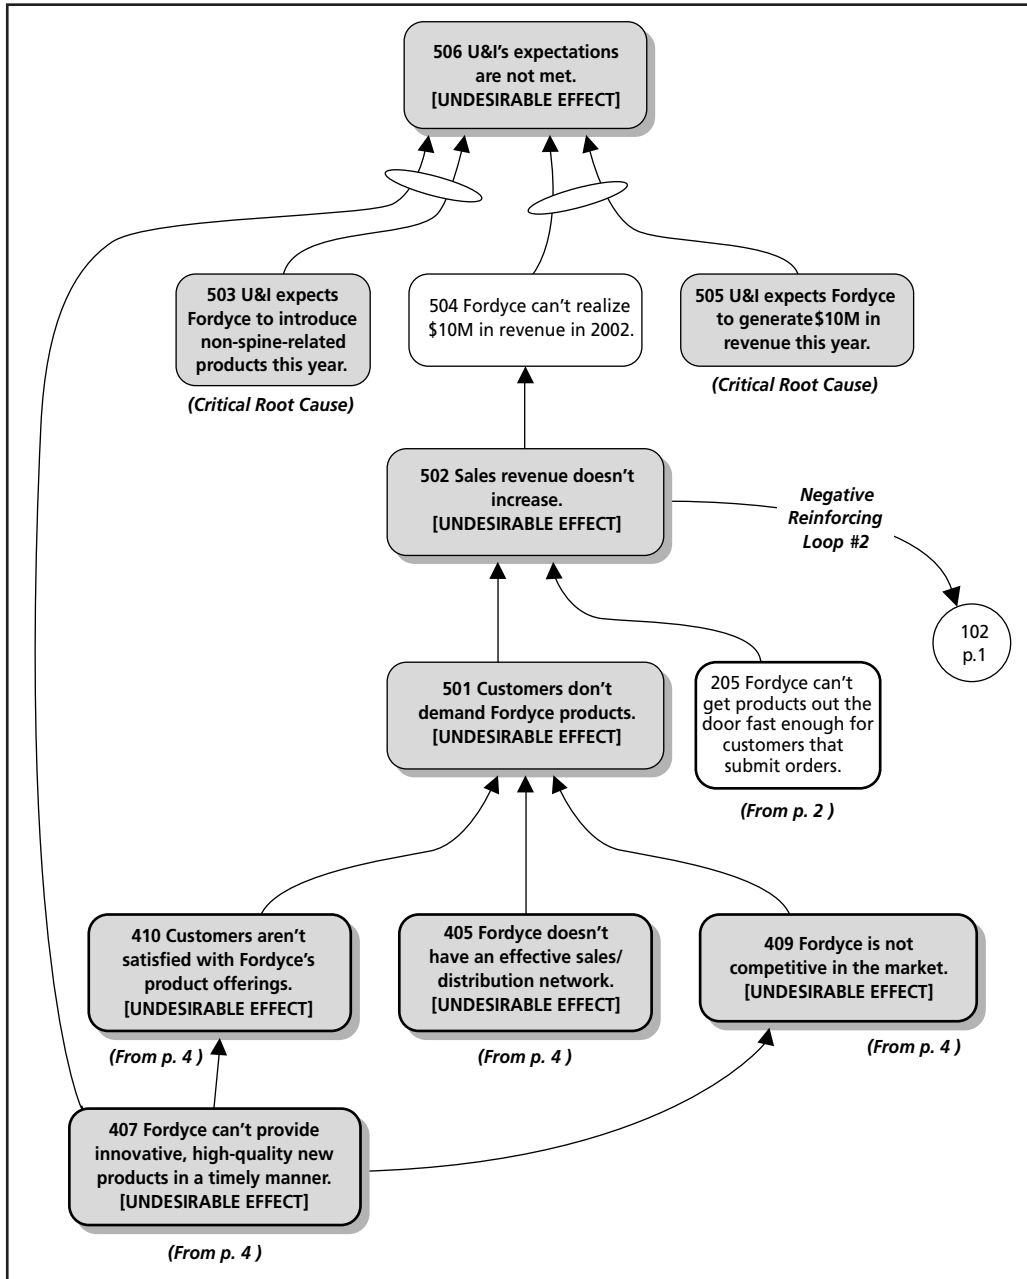 506 U&I's expectations
are not met.
[UNDESIRABLE EFFECT]
503 U&I expects
Fordyce to introduce
non-spine-related
products this year.
(Critical Root Cause)
504 Fordyce can't realize
$10M in revenue in 2002.
505 U&I expects Fordyce
to generate $10M in
revenue this year.
(Critical Root Cause)
502 Sales revenue doesn't
increase.
[UNDESIRABLE EFFECT]
Negative
Reinforcing
Loop #2
102
p.1
501 Customers don't
demand Fordyce products.
[UNDESIRABLE EFFECT]
205 Fordyce can't
get products out the
door fast enough for
customers that
submit orders.
(From p. 2 )
410 Customers aren't
satisfied with Fordyce's
product offerings.
[UNDESIRABLE EFFECT]
(From p. 4 )
405 Fordyce doesn't
have an effective sales/
distribution network.
[UNDESIRABLE EFFECT]
(From p. 4 )
409 Fordyce is not
competitive in the market.
[UNDESIRABLE EFFECT]
(From p. 4 )
407 Fordyce can't provide
innovative, high-quality new
products in a timely manner.
[UNDESIRABLE EFFECT]
(From p. 4 )